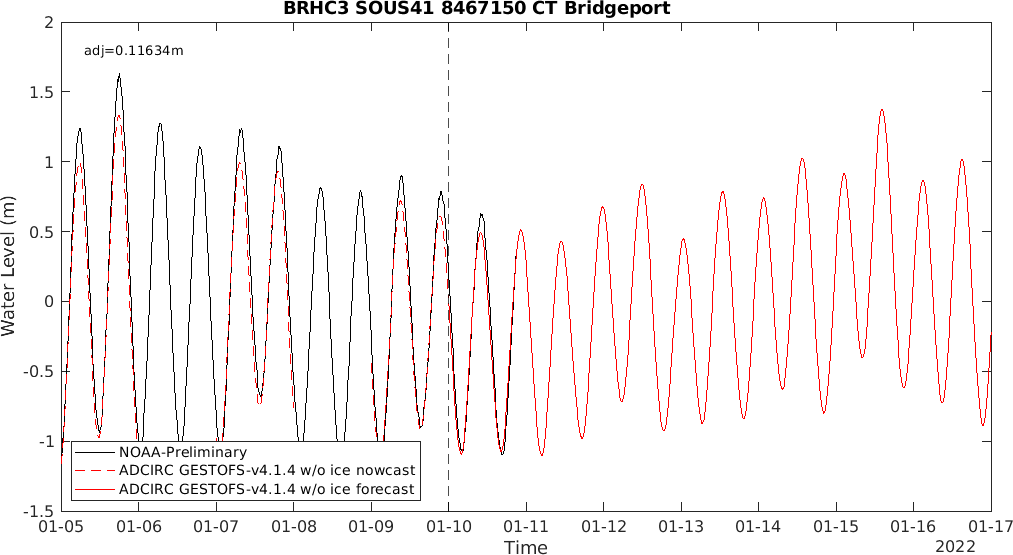 BRHC3 SOUS41 8467150 CT Bridgeport
adj=0.11634m
Water Level (m)
2
1.5
1
0.5
0
-0.5
-1
-1.5
NOAA-Preliminary
ADCIRC GESTOFS-v4.1.4 w/o ice nowcast
ADCIRC GESTOFS-v4.1.4 w/o ice forecast
01-05 01-06 01-07 01-08 01-09 01-10 01-11 01-12 01-13 01-14 01-15 01-16 01-17
Time
2022